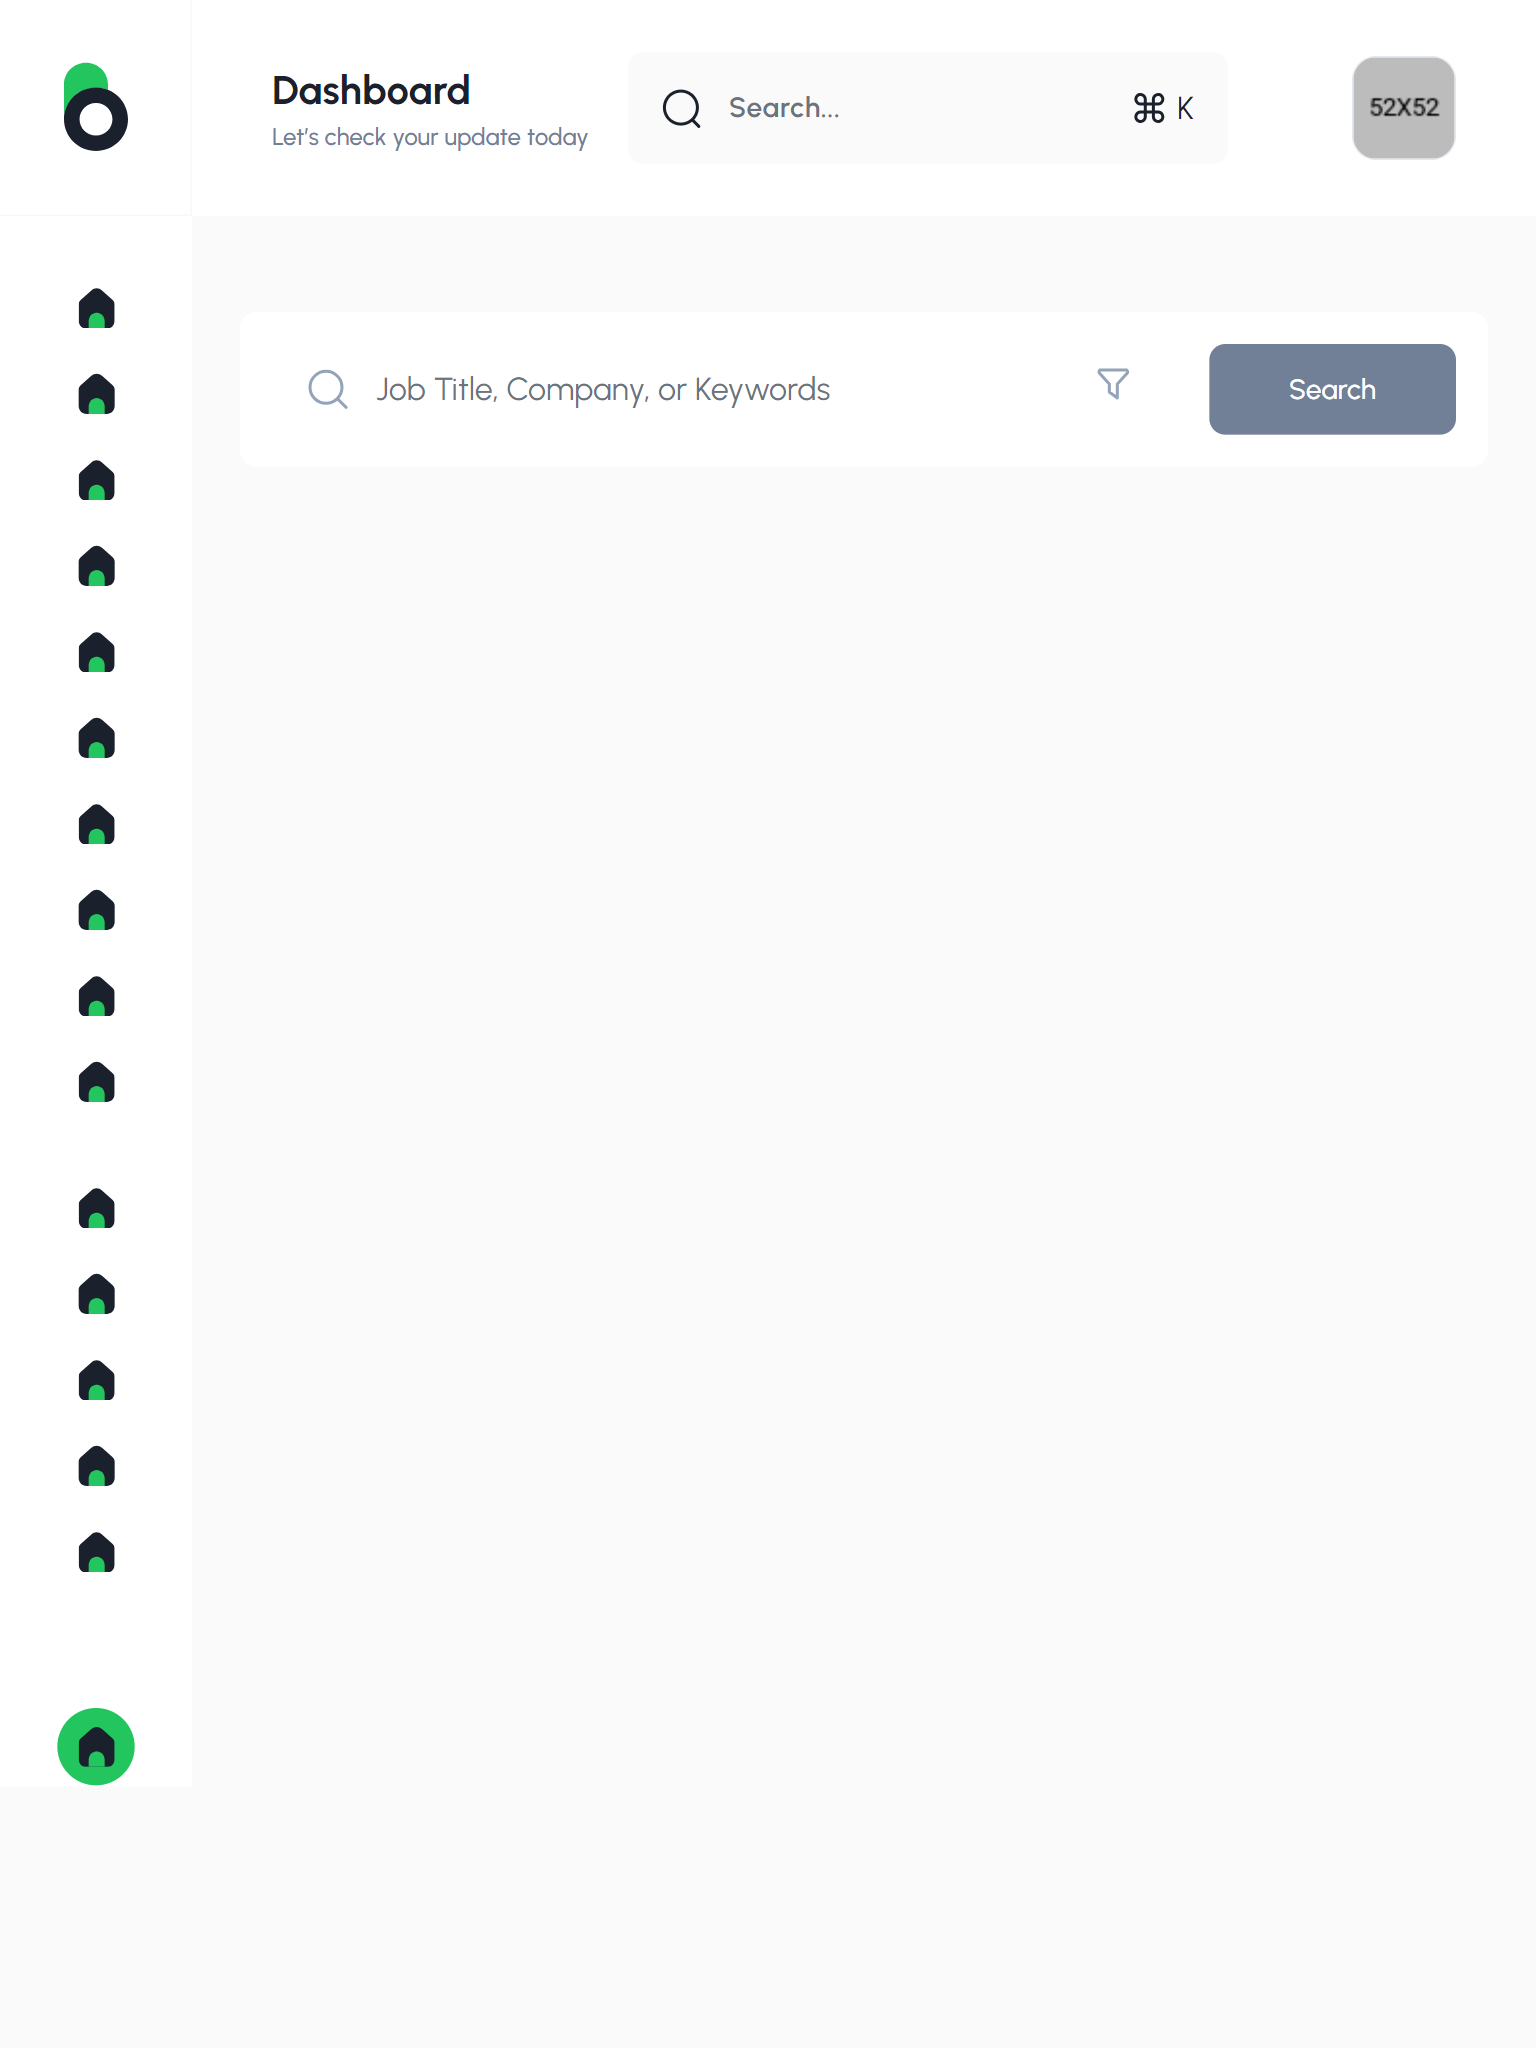 Dashboard
Let's check your update today
Search...
⌘ K
52X52
Job Title, Company, or Keywords
Search